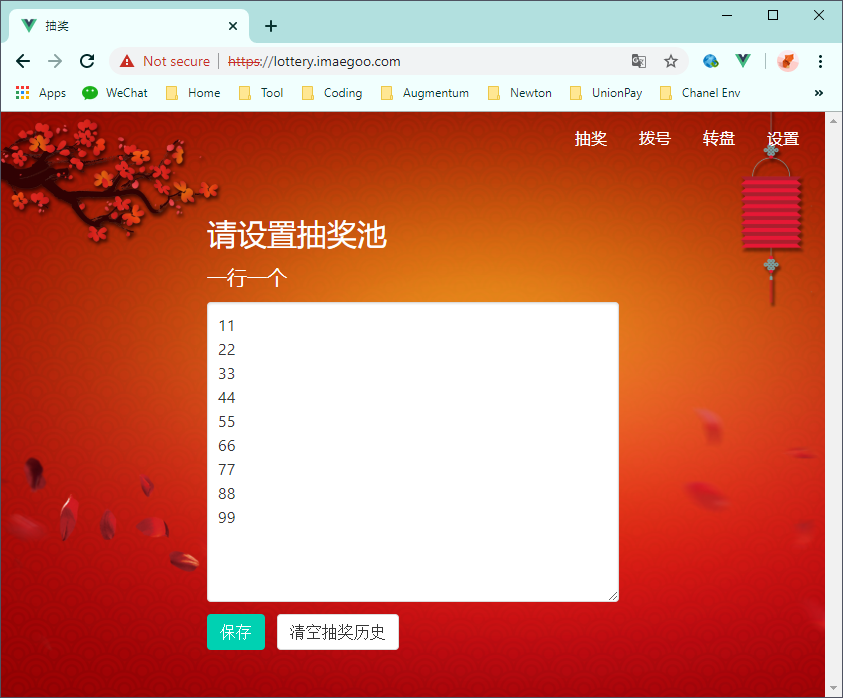 抽奖
Not secure https://lottery.imaegoo.com
Apps WeChat Home Tool Coding Augmentum Newton UnionPay Chanel Env »
抽奖 拨号 转盘 设置
请设置抽奖池
一行一个
11
22
33
44
55
66
77
88
99
保存 清空抽奖历史